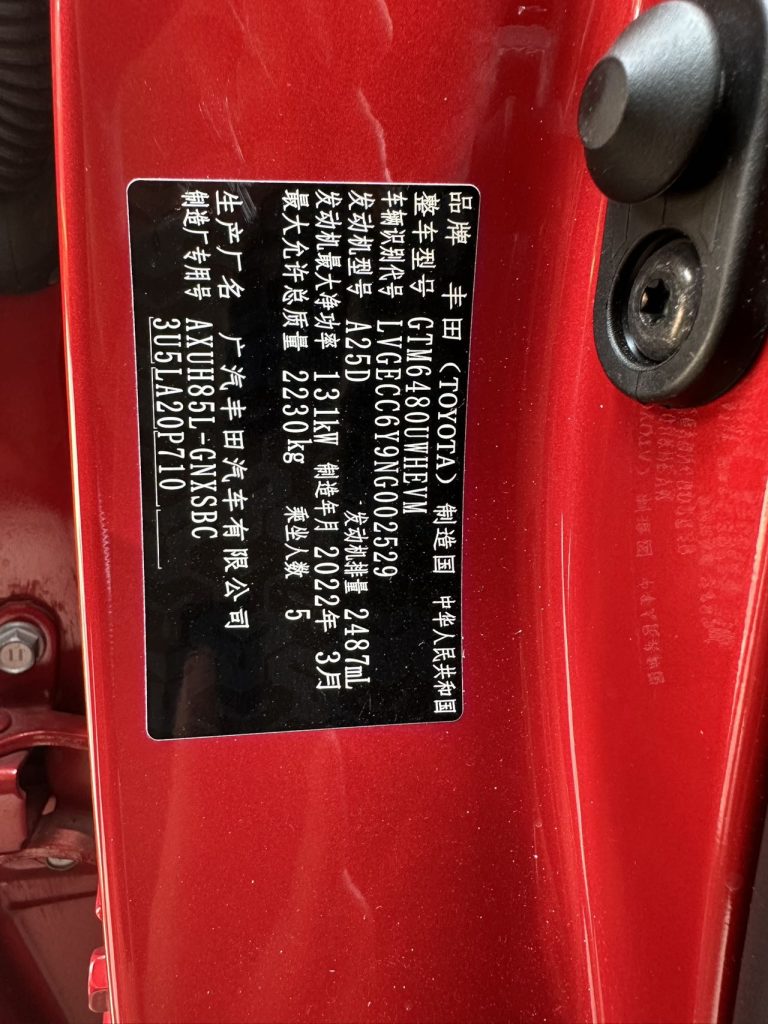 品牌 丰田（TOYOTA） 制造国 中华人民共和国
整车型号 GTM6480UWHEVM
车辆识别代号 LVGECC6Y9NG002529
发动机型号 A25D 发动机排量 2487mL
发动机最大净功率 131kW 制造年月 2022年 3月
最大允许总质量 2230kg 乘坐人数 5
生产厂名 广汽丰田汽车有限公司
制造厂专用号 AXUH85L-GNXSBC
3U5LA20P710